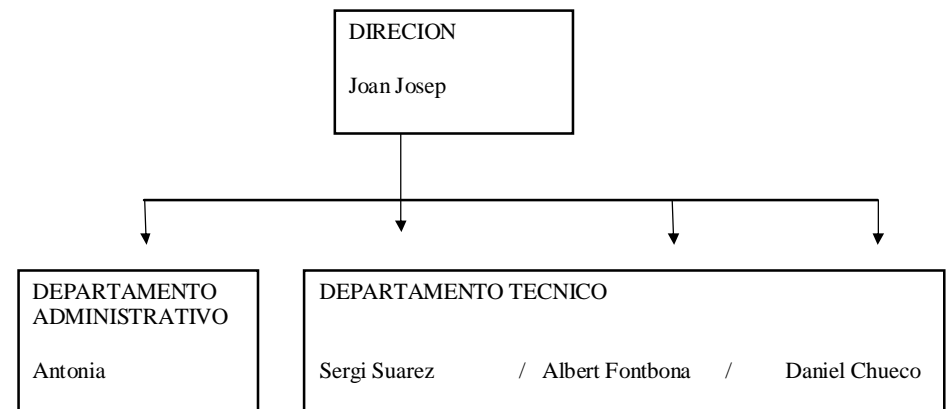 DIRECION
Joan Josep
DEPARTAMENTO
ADMINISTRATIVO
Antonia
DEPARTAMENTO TECNICO
Sergi Suarez / Albert Fontbona / Daniel Chueco